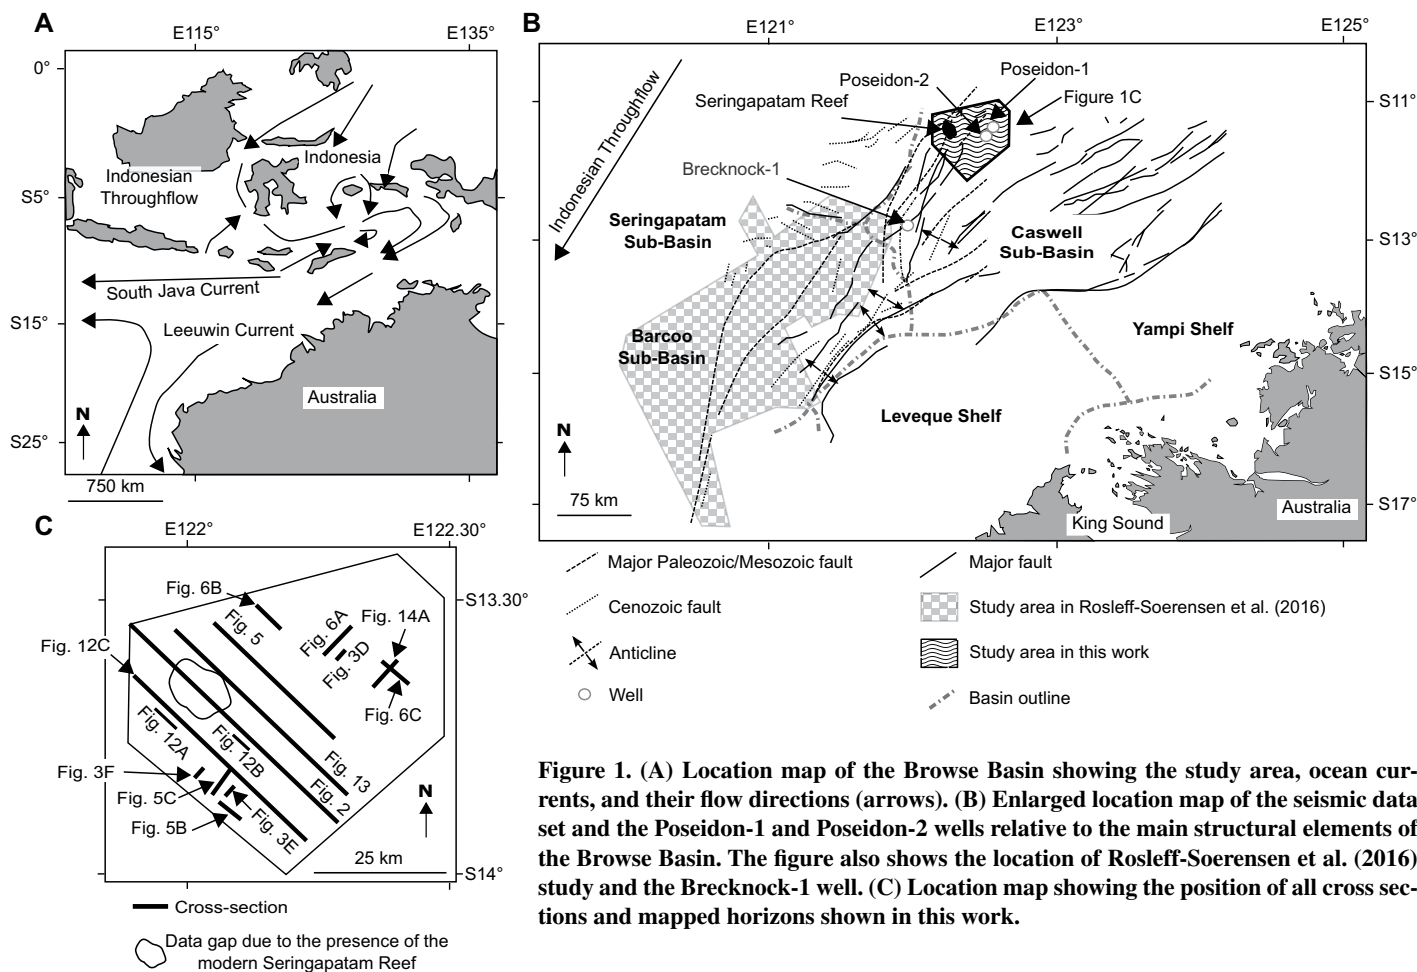 A
E115°
E135°
0°
Indonesia
Indonesian
Throughflow
S5°
South Java Current
S15°
Leeuwin Current
Australia
N
S25°
750 km
B
E121°
E123°
E125°
Poseidon-1
Poseidon-2
Seringapatam Reef
Figure 1C
S11°
Indonesian Throughflow
Brecknock-1
Seringapatam
Sub-Basin
Caswell
Sub-Basin
S13°
Barcoo
Sub-Basin
Yampi Shelf
S15°
Leveque Shelf
N
75 km
King Sound
Australia
S17°
Major Paleozoic/Mesozoic fault
Cenozoic fault
Anticline
Well
Major fault
Study area in Rosleff-Soerensen et al. (2016)
Study area in this work
Basin outline
C
E122°
E122.30°
S13.30°
Fig. 6B
Fig. 5
Fig. 6A
Fig. 3D
Fig. 14A
Fig. 12C
Fig. 6C
Fig. 12A
Fig. 12B
Fig. 13
Fig. 2
Fig. 3F
Fig. 5C
Fig. 5B
Fig. 3E
N
25 km
S14°
Cross-section
Data gap due to the presence of the
modern Seringapatam Reef
Figure 1. (A) Location map of the Browse Basin showing the study area, ocean cur-
rents, and their flow directions (arrows). (B) Enlarged location map of the seismic data
set and the Poseidon-1 and Poseidon-2 wells relative to the main structural elements of
the Browse Basin. The figure also shows the location of Rosleff-Soerensen et al. (2016)
study and the Brecknock-1 well. (C) Location map showing the position of all cross sec-
tions and mapped horizons shown in this work.